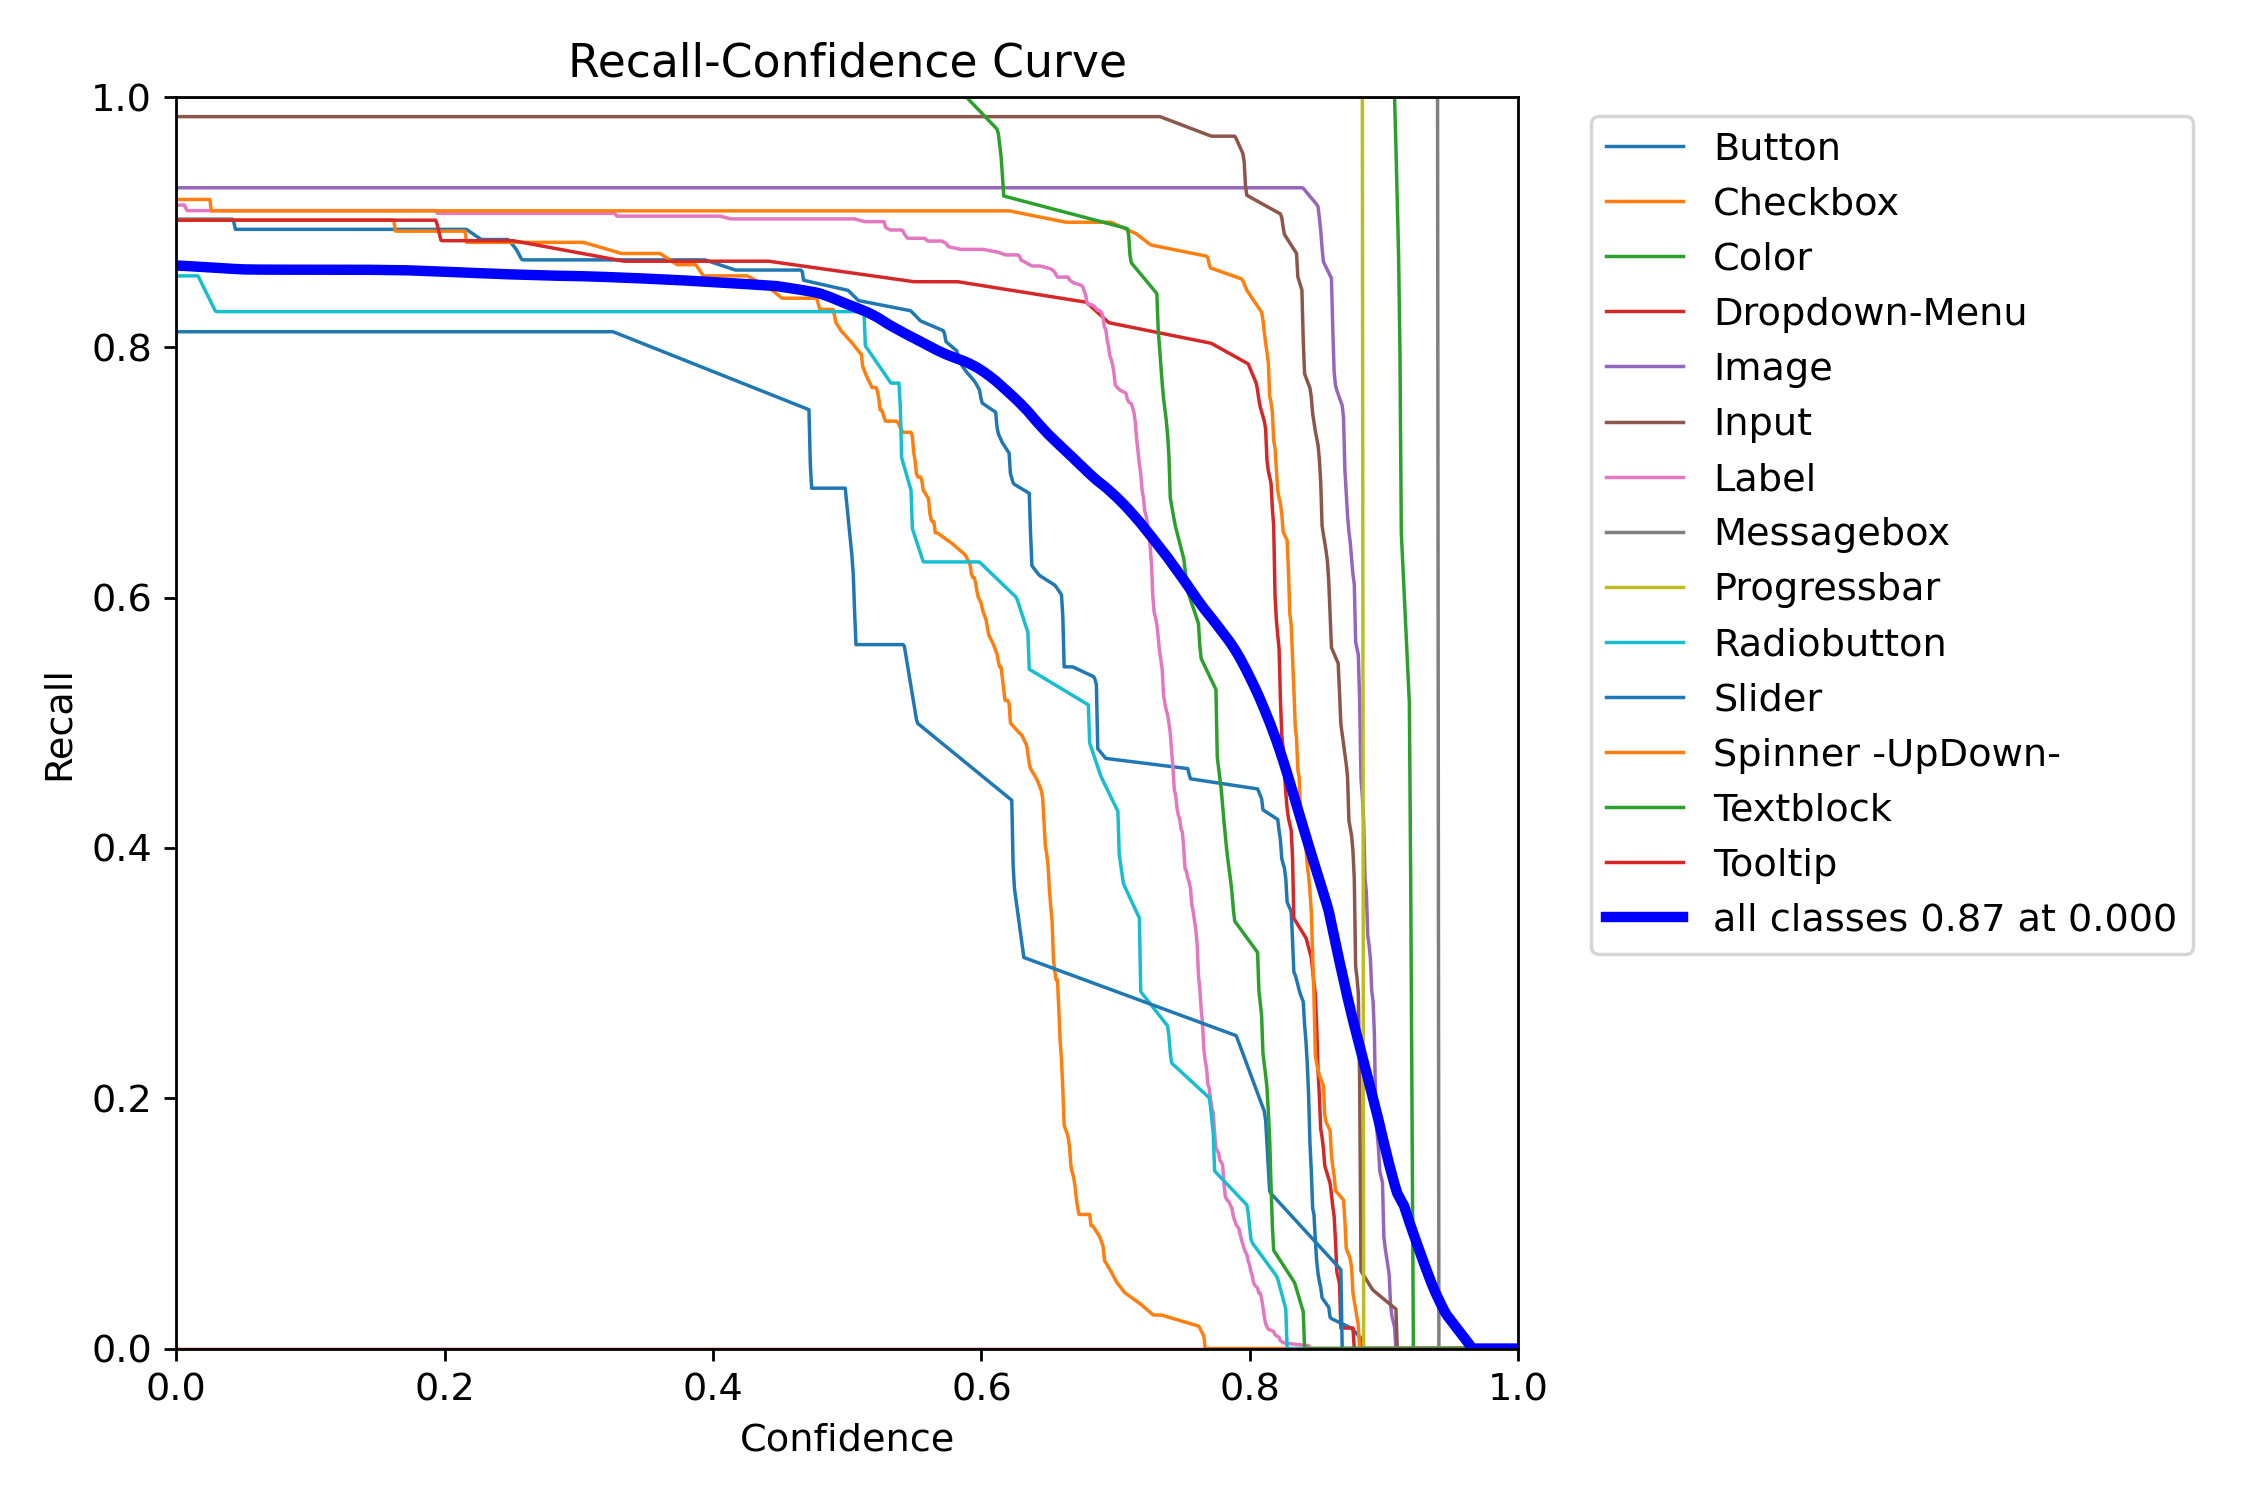 Recall-Confidence Curve
1.0
0.8
0.6
0.4
0.2
0.0
Recall
0.0 0.2 0.4 0.6 0.8 1.0
Confidence
Button
Checkbox
Color
Dropdown-Menu
Image
Input
Label
Messagebox
Progressbar
Radiobutton
Slider
Spinner -UpDown-
Textblock
Tooltip
all classes 0.87 at 0.000